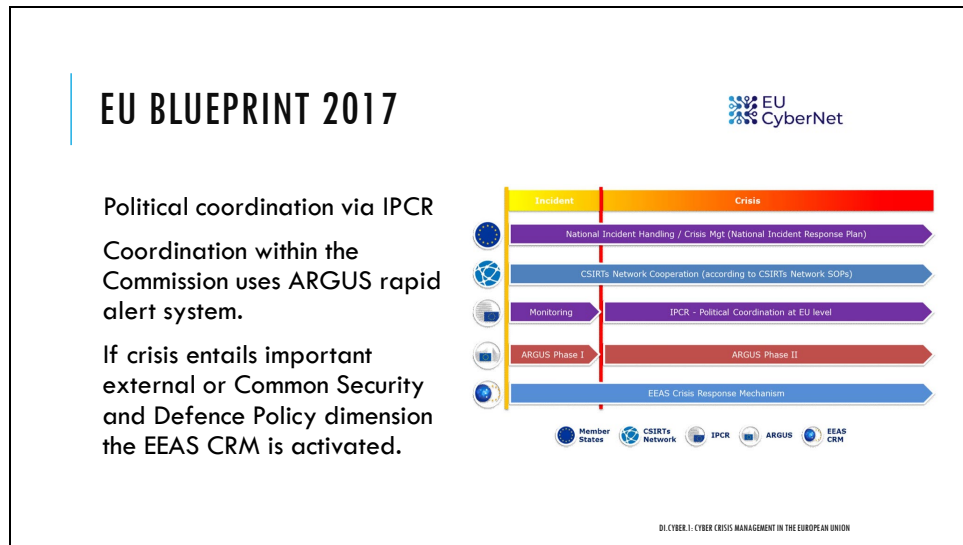 EU BLUEPRINT 2017
EU
CyberNet
Political coordination via IPCR
Coordination within the
Commission uses ARGUS rapid
alert system.
If crisis entails important
external or Common Security
and Defence Policy dimension
the EEAS CRM is activated.
Incident
Crisis
National Incident Handling / Crisis Mgt (National Incident Response Plan)
CSIRTs Network Cooperation (according to CSIRTs Network SOPs)
Monitoring
IPCR - Political Coordination at EU level
ARGUS Phase I
ARGUS Phase II
EEAS Crisis Response Mechanism
Member
States
CSIRTs
Network
IPCR
ARGUS
EEAS
CRM
D1.CYBER.1: CYBER CRISIS MANAGEMENT IN THE EUROPEAN UNION